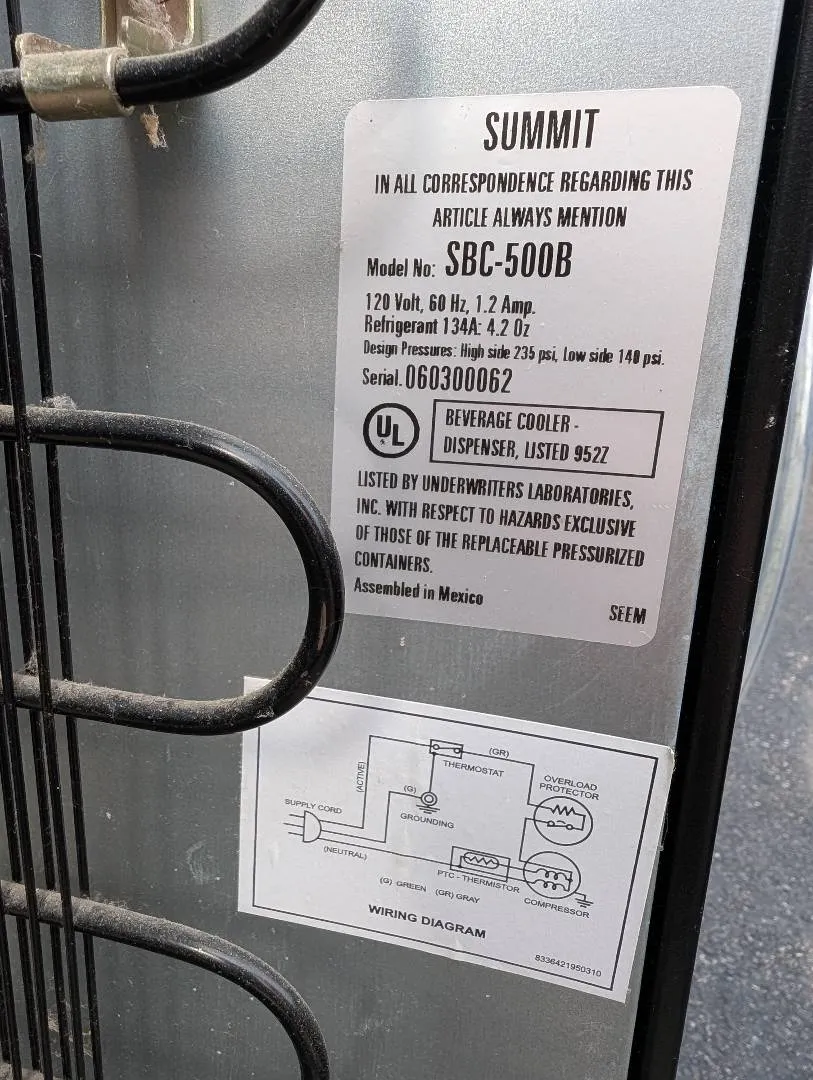 SUMMIT
IN ALL CORRESPONDENCE REGARDING THIS
ARTICLE ALWAYS MENTION
Model No: SBC-500B
120 Volt, 60 Hz, 1.2 Amp.
Refrigerant 134A: 4.2 Oz
Design Pressures: High side 235 psi, Low side 140 psi.
Serial. 060300062
UL
BEVERAGE COOLER -
DISPENSER, LISTED 952Z
LISTED BY UNDERWRITERS LABORATORIES,
INC. WITH RESPECT TO HAZARDS EXCLUSIVE
OF THOSE OF THE REPLACEABLE PRESSURIZED
CONTAINERS.
Assembled in Mexico
SEEM
(GR)
THERMOSTAT
(ACTIVE)
OVERLOAD
PROTECTOR
(G)
SUPPLY CORD
GROUNDING
(NEUTRAL)
PTC - THERMISTOR
(G) GREEN (GR) GRAY
COMPRESSOR
WIRING DIAGRAM
8336421950310